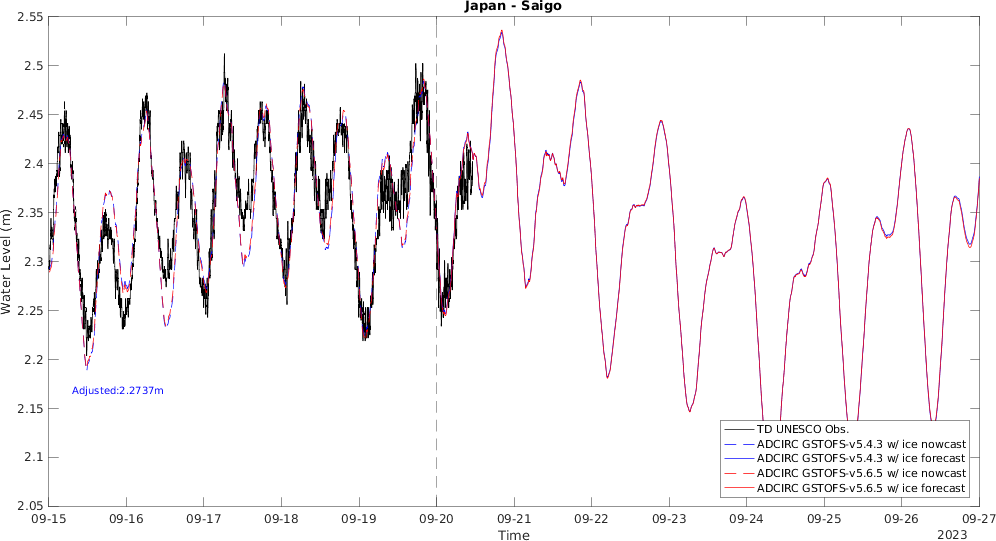 Japan - Saigo
2.55
2.5
2.45
2.4
2.35
2.3
2.25
2.2
2.15
2.1
2.05
Water Level (m)
Adjusted:2.2737m
TD UNESCO Obs.
ADCIRC GSTOFS-v5.4.3 w/ ice nowcast
ADCIRC GSTOFS-v5.4.3 w/ ice forecast
ADCIRC GSTOFS-v5.6.5 w/ ice nowcast
ADCIRC GSTOFS-v5.6.5 w/ ice forecast
09-15 09-16 09-17 09-18 09-19 09-20 09-21 09-22 09-23 09-24 09-25 09-26 09-27
Time
2023